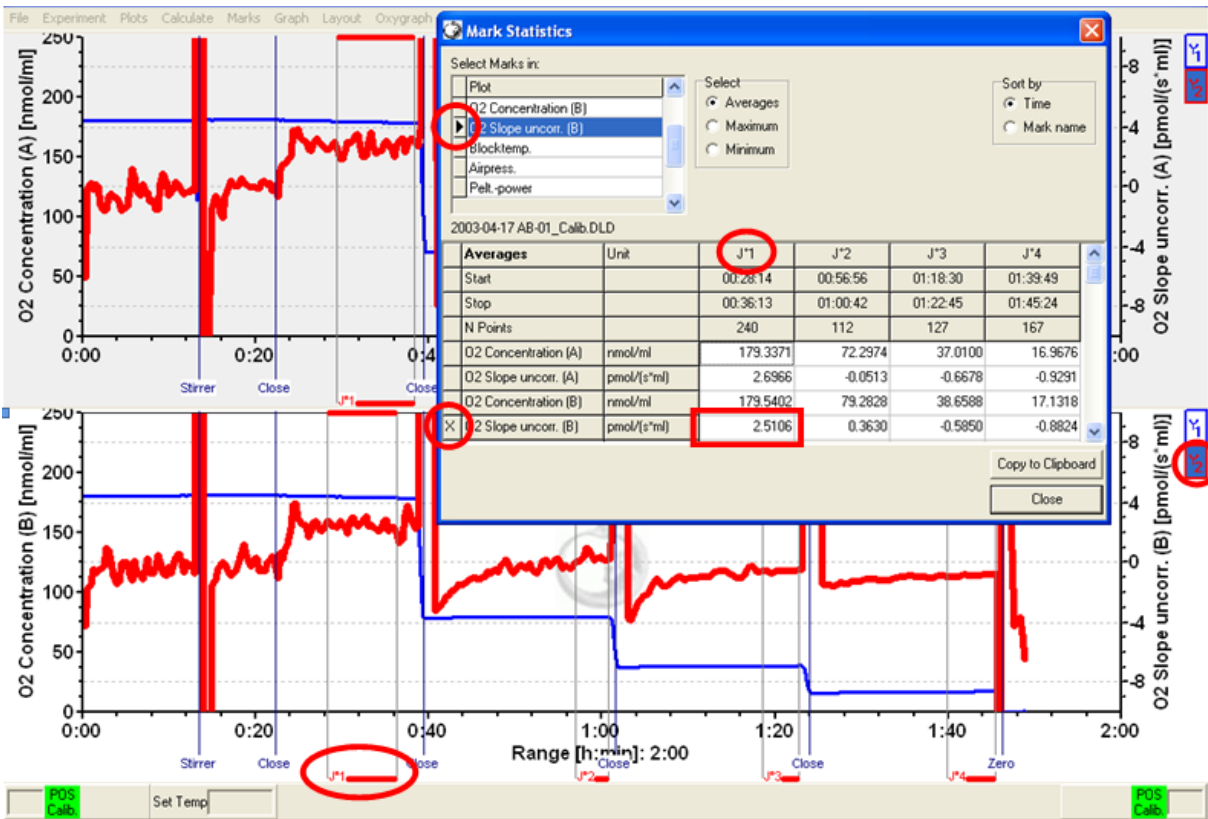 File Experiment Plots Calculate Marks Graph Layout Oxygraph
Mark Statistics
Select Marks in:
Plot
O2 Concentration (B)
O2 Slope uncorr. (B)
Blocktemp.
Airpress.
Pelt.-power
Select
Averages
Maximum
Minimum
Sort by
Time
Mark name
2003-04-17 AB-01_Calib.DLD
Averages Unit J°1 J°2 J°3 J°4
Start 00:28:14 00:56:56 01:18:30 01:39:49
Stop 00:36:13 01:00:42 01:22:45 01:45:24
N Points 240 112 127 167
O2 Concentration (A) nmol/ml 179.3371 72.2974 37.0100 16.9676
O2 Slope uncorr. (A) pmol/(s*ml) 2.6966 -0.0513 -0.6678 -0.9291
O2 Concentration (B) nmol/ml 179.5402 79.2828 38.6588 17.1318
X O2 Slope uncorr. (B) pmol/(s*ml) 2.5106 0.3630 -0.5850 -0.8824
Copy to Clipboard
Close
O2 Concentration (A) [nmol/ml]
250
200
150
100
50
0
0:00 0:20 0:4 :00
Stirrer Close Close
J°1
8
4
0
-4
-8
O2 Slope uncorr. (A) [pmol/(s*ml)]
Y1
Y2
O2 Concentration (B) [nmol/ml]
250
200
150
100
50
0
0:00 0:20 0:40 1:00 1:20 1:40 2:00
Range [h:min]: 2:00
Stirrer Close Close Close Close Zero
J°1 J°2 J°3 J°4
8
4
0
-4
-8
O2 Slope uncorr. (B) [pmol/(s*ml)]
Y1
Y2
POS
Calib.
Set Temp
POS
Calib.